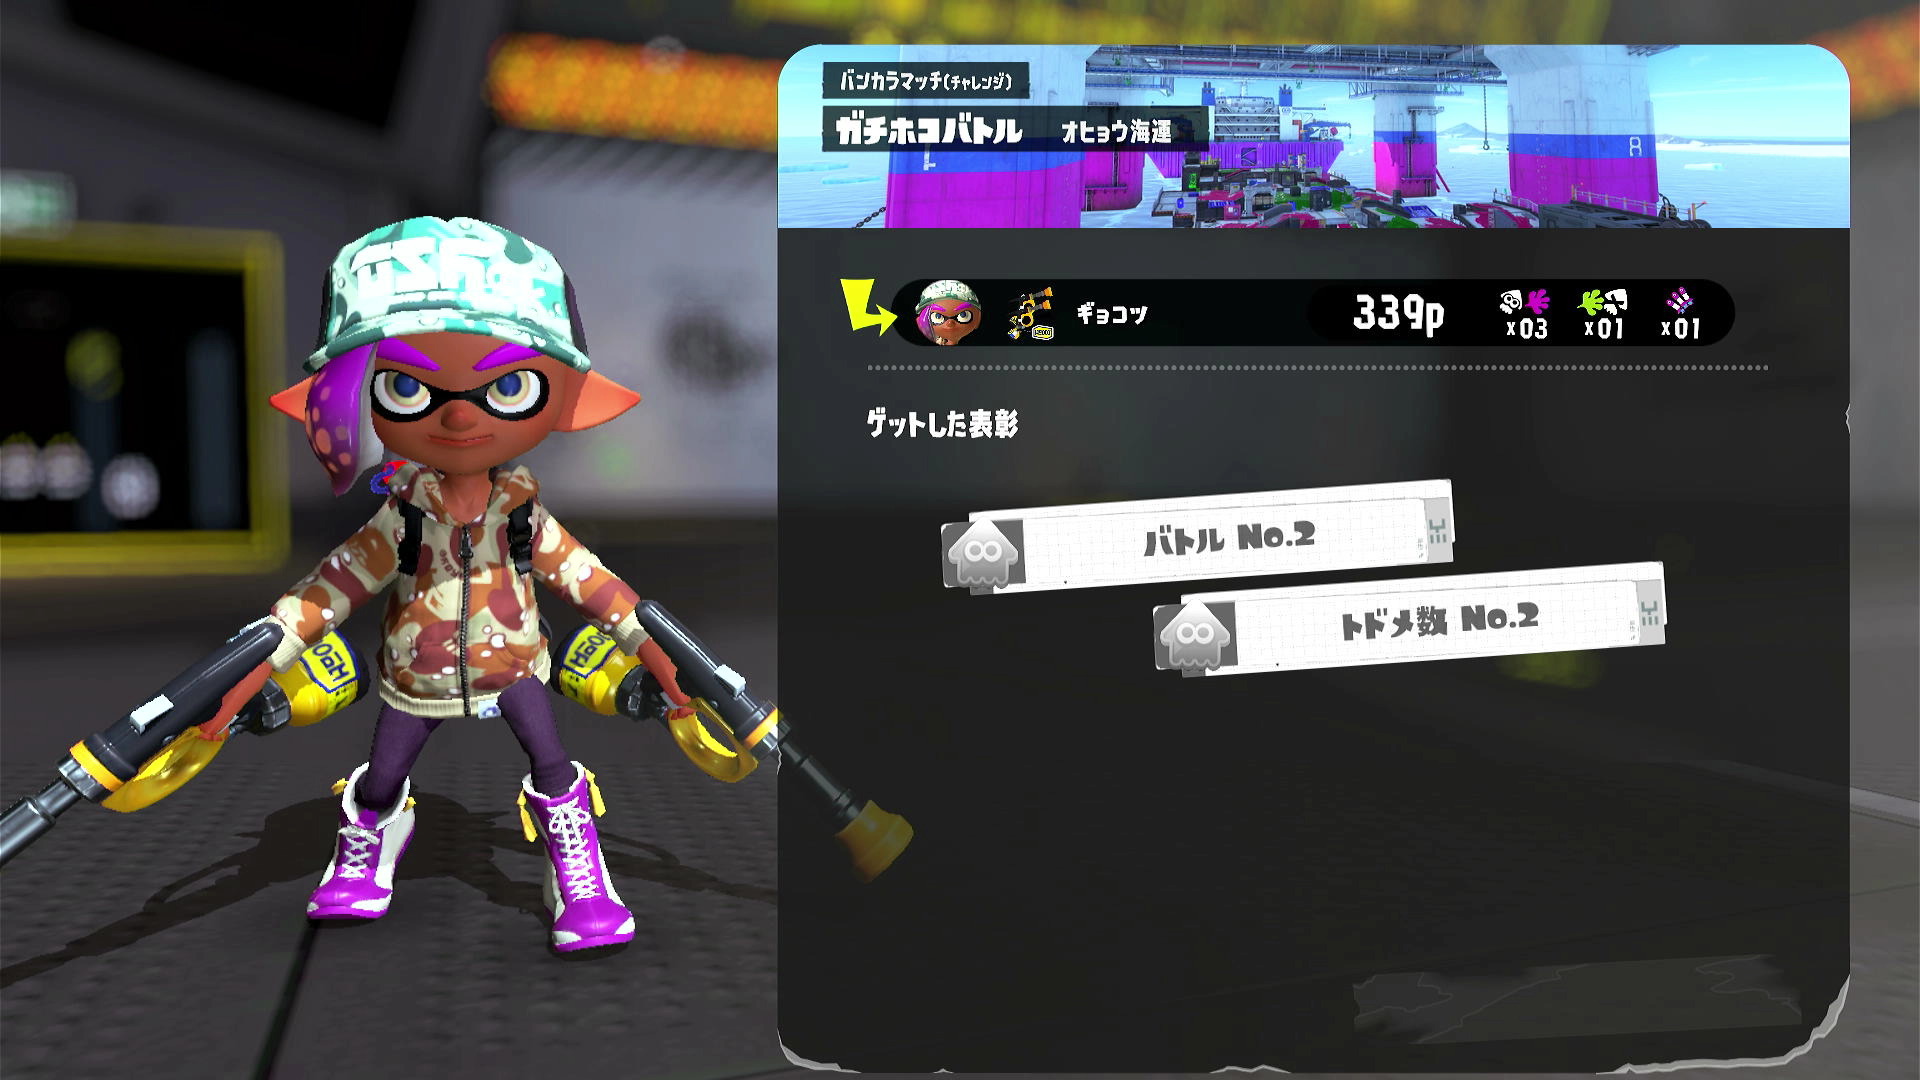 バンカラマッチ(チャレンジ)
ガチホコバトル オヒョウ海運
ギョコツ 339p x03 x01 x01
ゲットした表彰
バトル No.2
トドメ数 No.2